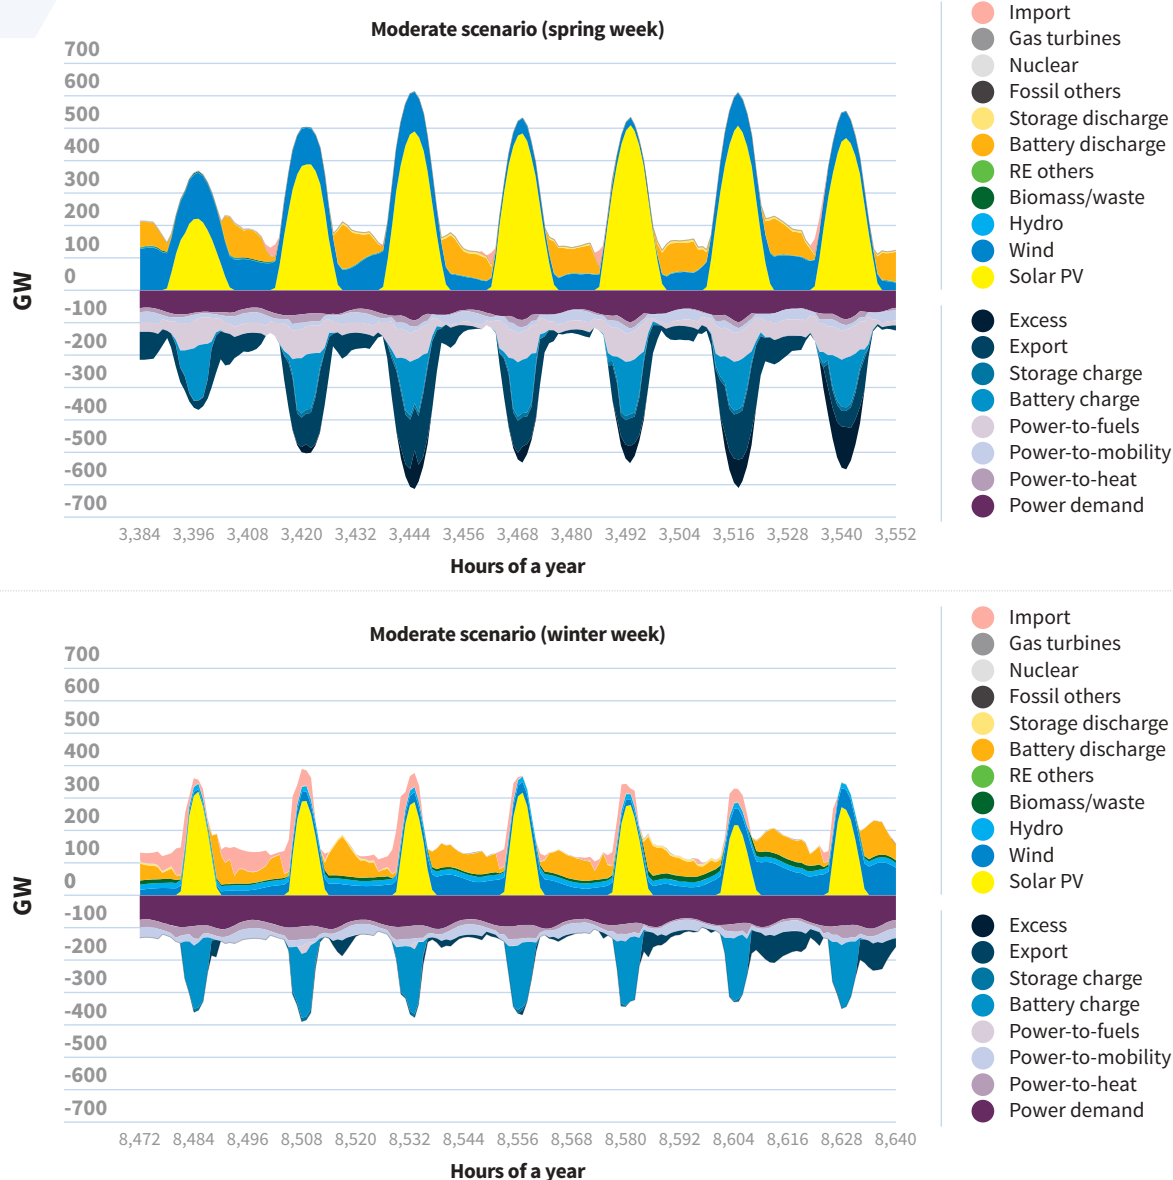 Moderate scenario (spring week)
700
600
500
400
300
200
100
0
-100
-200
-300
-400
-500
-600
-700
GW
3,384 3,396 3,408 3,420 3,432 3,444 3,456 3,468 3,480 3,492 3,504 3,516 3,528 3,540 3,552
Hours of a year
Import
Gas turbines
Nuclear
Fossil others
Storage discharge
Battery discharge
RE others
Biomass/waste
Hydro
Wind
Solar PV
Excess
Export
Storage charge
Battery charge
Power-to-fuels
Power-to-mobility
Power-to-heat
Power demand
Moderate scenario (winter week)
700
600
500
400
300
200
100
0
-100
-200
-300
-400
-500
-600
-700
GW
8,472 8,484 8,496 8,508 8,520 8,532 8,544 8,556 8,568 8,580 8,592 8,604 8,616 8,628 8,640
Hours of a year
Import
Gas turbines
Nuclear
Fossil others
Storage discharge
Battery discharge
RE others
Biomass/waste
Hydro
Wind
Solar PV
Excess
Export
Storage charge
Battery charge
Power-to-fuels
Power-to-mobility
Power-to-heat
Power demand